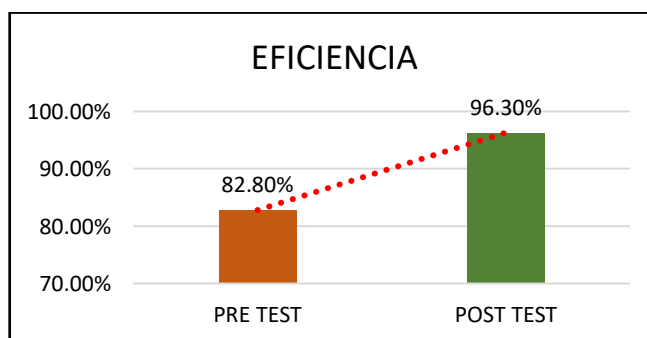 EFICIENCIA
100.00%
96.30%
90.00%
82.80%
80.00%
70.00%
PRE TEST
POST TEST